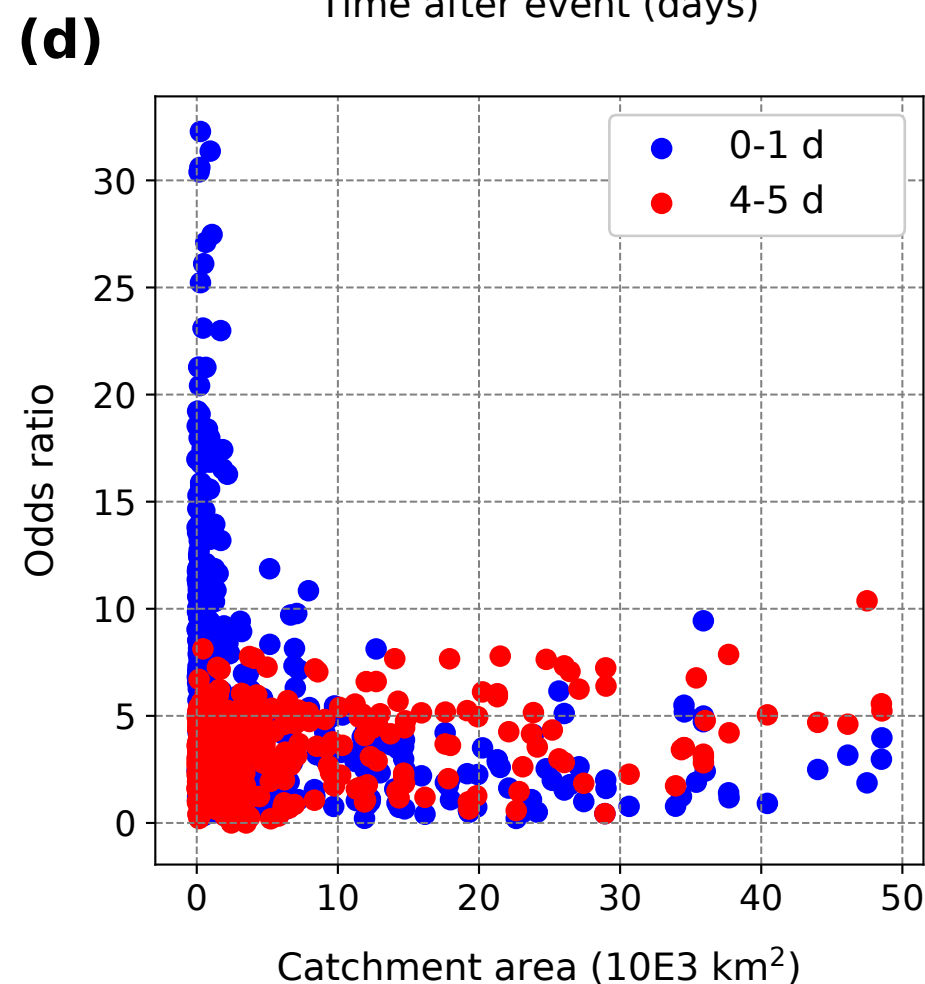 Time after event (days)
(d)
0-1 d
4-5 d
30
25
20
15
10
5
0
Odds ratio
0 10 20 30 40 50
Catchment area (10E3 km²)